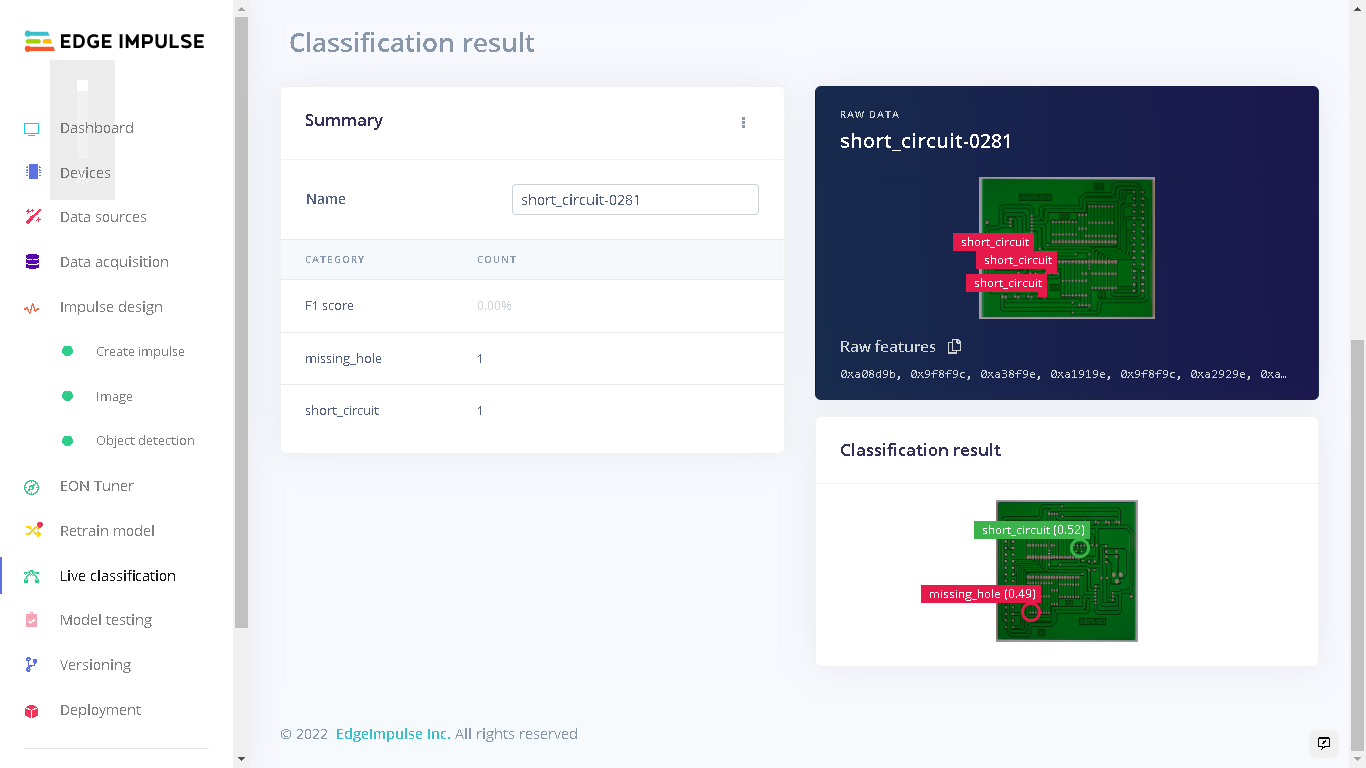 EDGE IMPULSE
Dashboard
Devices
Data sources
Data acquisition
Impulse design
Create impulse
Image
Object detection
EON Tuner
Retrain model
Live classification
Model testing
Versioning
Deployment
Classification result
Summary
Name
short_circuit-0281
CATEGORY COUNT
F1 score 0.00%
missing_hole 1
short_circuit 1
RAW DATA
short_circuit-0281
short_circuit
short_circuit
short_circuit
Raw features
0xa08d9b, 0x9f8f9c, 0xa38f9e, 0xa1919e, 0x9f8f9c, 0xa2929e, 0xa…
Classification result
short_circuit (0.52)
missing_hole (0.49)
© 2022 EdgeImpulse Inc. All rights reserved